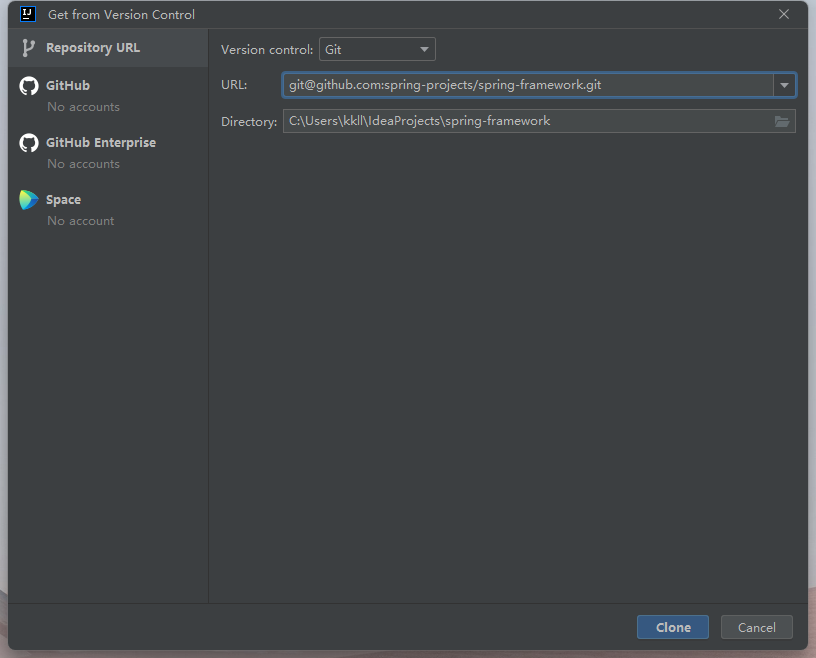 IJ Get from Version Control
Repository URL
GitHub
No accounts
GitHub Enterprise
No accounts
Space
No account
Version control: Git
URL: git@github.com:spring-projects/spring-framework.git
Directory: C:\Users\kkll\IdeaProjects\spring-framework
Clone Cancel